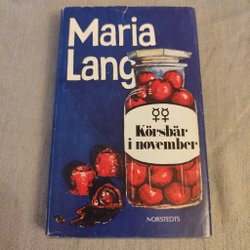 Maria
Lang
Körsbär
i november
NORSTEDTS